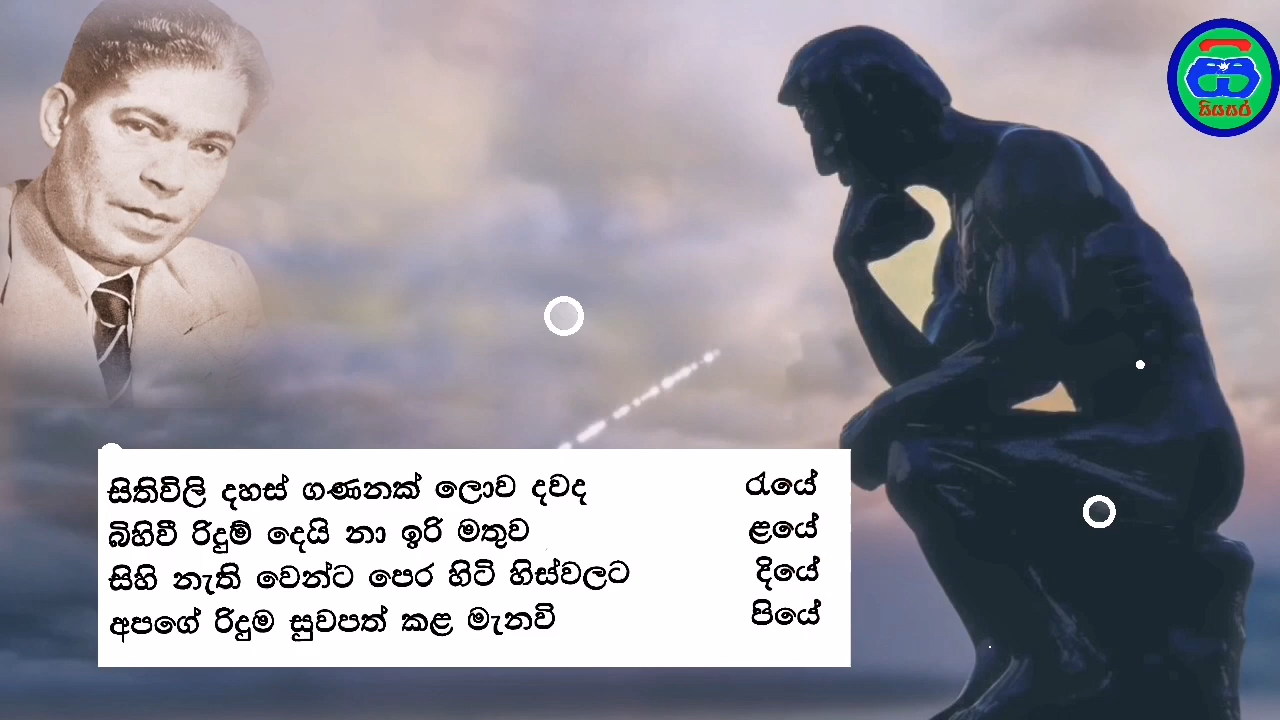 සියසර
සිතිවිලි දහස් ගණනක් ලොව දවද රැයේ
බිහිවී රිදුම් දෙයි නා ඉරි මතුව ළයේ
සිහි නැති වෙන්ට පෙර හිටි හිස්වලට දියේ
අපගේ රිදුම සුවපත් කළ මැනවි පියේ